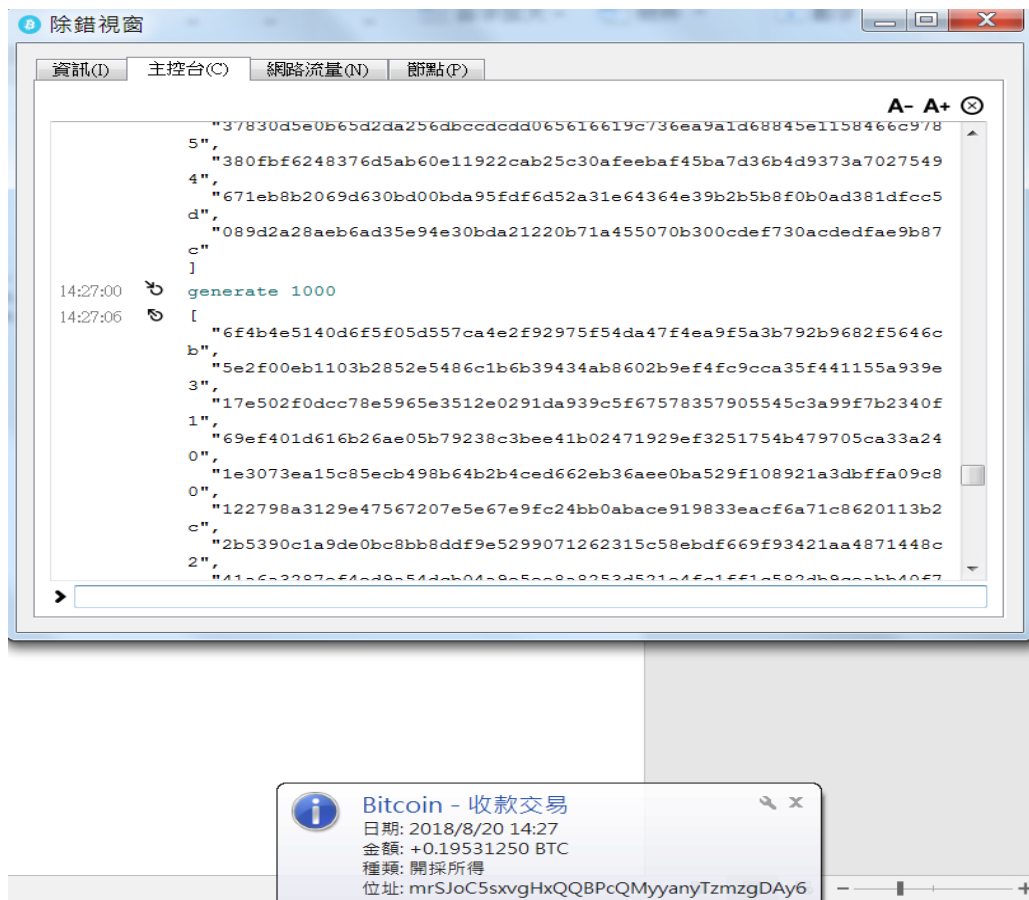 除錯視窗
資訊(I) 主控台(C) 網路流量(N) 節點(P)
A- A+
"37830d5e0b65d2da256dbccdcdd065616619c736ea9a1d68845e1158466c978
5",
"380fbf6248376d5ab60e11922cab25c30afeebaf45ba7d36b4d9373a7027549
4",
"671eb8b2069d630bd00bda95fdf6d52a31e64364e39b2b5b8f0b0ad381dfcc5
d",
"089d2a28aeb6ad35e94e30bda21220b71a455070b300cdef730acdedfae9b87
c"
]
14:27:00 generate 1000
14:27:06 [
"6f4b4e5140d6f5f05d557ca4e2f92975f54da47f4ea9f5a3b792b9682f5646c
b",
"5e2f00eb1103b2852e5486c1b6b39434ab8602b9ef4fc9cca35f441155a939e
3",
"17e502f0dcc78e5965e3512e0291da939c5f67578357905545c3a99f7b2340f
1",
"69ef401d616b26ae05b79238c3bee41b02471929ef3251754b479705ca33a24
0",
"1e3073ea15c85ecb498b64b2b4ced662eb36aee0ba529f108921a3dbffa09c8
0",
"122798a3129e47567207e5e67e9fc24bb0abace919833eacf6a71c8620113b2
c",
"2b5390c1a9de0bc8bb8ddf9e5299071262315c58ebdf669f93421aa4871448c
2",
Bitcoin - 收款交易
日期: 2018/8/20 14:27
金額: +0.19531250 BTC
種類: 開採所得
位址: mrSJoC5sxvgHxQQBPcQMyyanyTzmzgDAy6